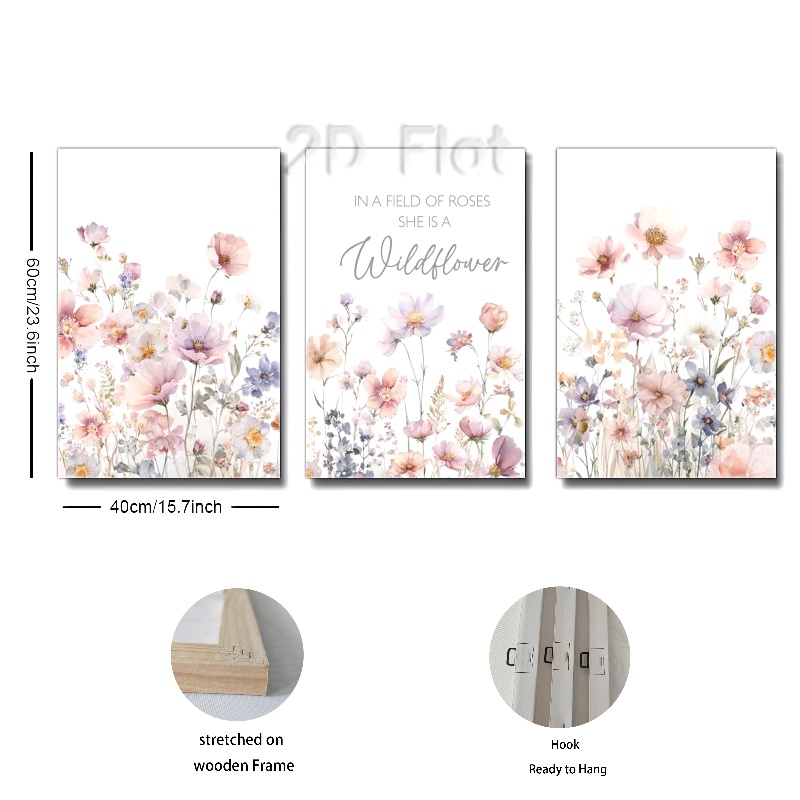 2D Flat
IN A FIELD OF ROSES
SHE IS A
Wildflower
60cm/23.6inch
40cm/15.7inch
stretched on
wooden Frame
Hook
Ready to Hang